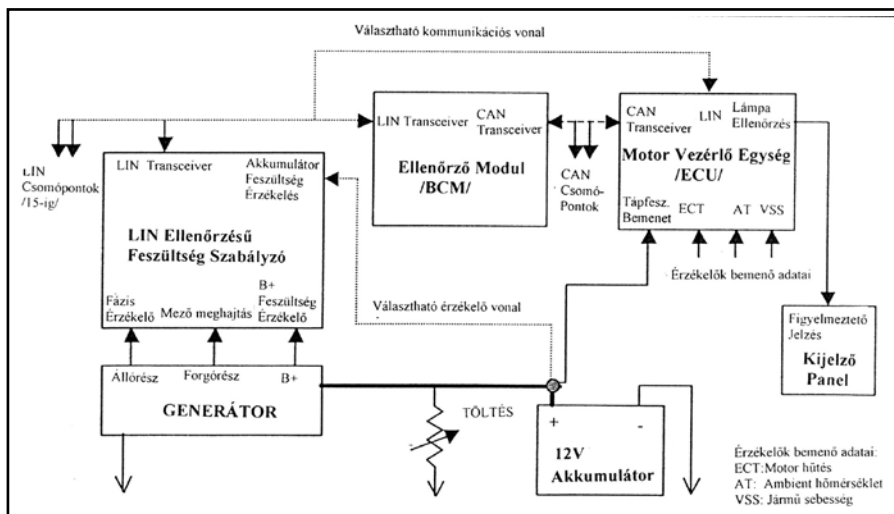 Választható kommunikációs vonal
LIN Transceiver
CAN
Transceiver
Ellenőrző Modul
/BCM/
CAN
Transceiver
LIN
Lámpa
Ellenőrzés
Motor Vezérlő Egység
/ECU/
Tápfesz.
Bemenet
ECT
AT
VSS
LIN
Csomópontok
/15-ig/
CAN
Csomó-
Pontok
LIN Transceiver
Akkumulátor
Feszültség
Érzékelés
LIN Ellenőrzésű
Feszültség Szabályzó
Fázis
Érzékelő
Mező meghajtás
B+
Feszültség
Érzékelő
Érzékelők bemenő adatai
Választható érzékelő vonal
Figyelmeztető
Jelzés
Kijelző
Panel
Állórész
Forgórész
B+
GENERÁTOR
TÖLTÉS
+
-
12V
Akkumulátor
Érzékelők bemenő adatai:
ECT:Motor hűtés
AT: Ambient hőmérséklet
VSS: Jármű sebesség